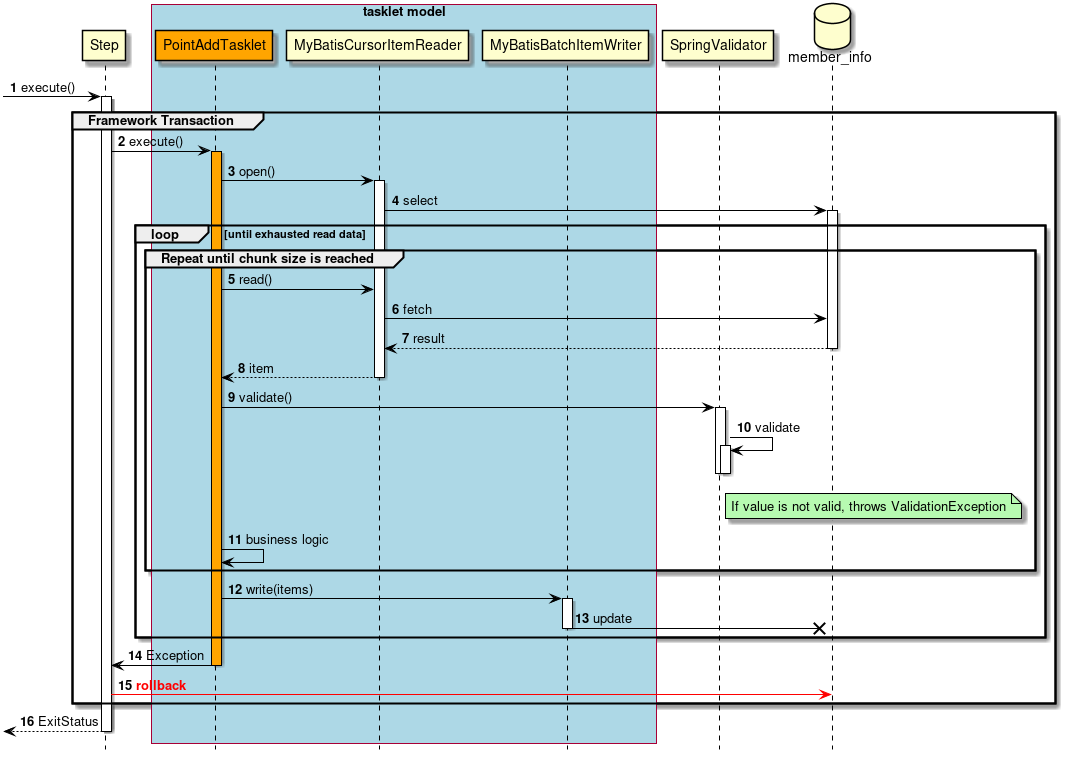 tasklet model
Step
PointAddTasklet
MyBatisCursorItemReader
MyBatisBatchItemWriter
SpringValidator
member_info
1 execute()
Framework Transaction
2 execute()
3 open()
4 select
loop
[until exhausted read data]
Repeat until chunk size is reached
5 read()
6 fetch
7 result
8 item
9 validate()
10 validate
If value is not valid, throws ValidationException
11 business logic
12 write(items)
13 update
14 Exception
15 rollback
16 ExitStatus